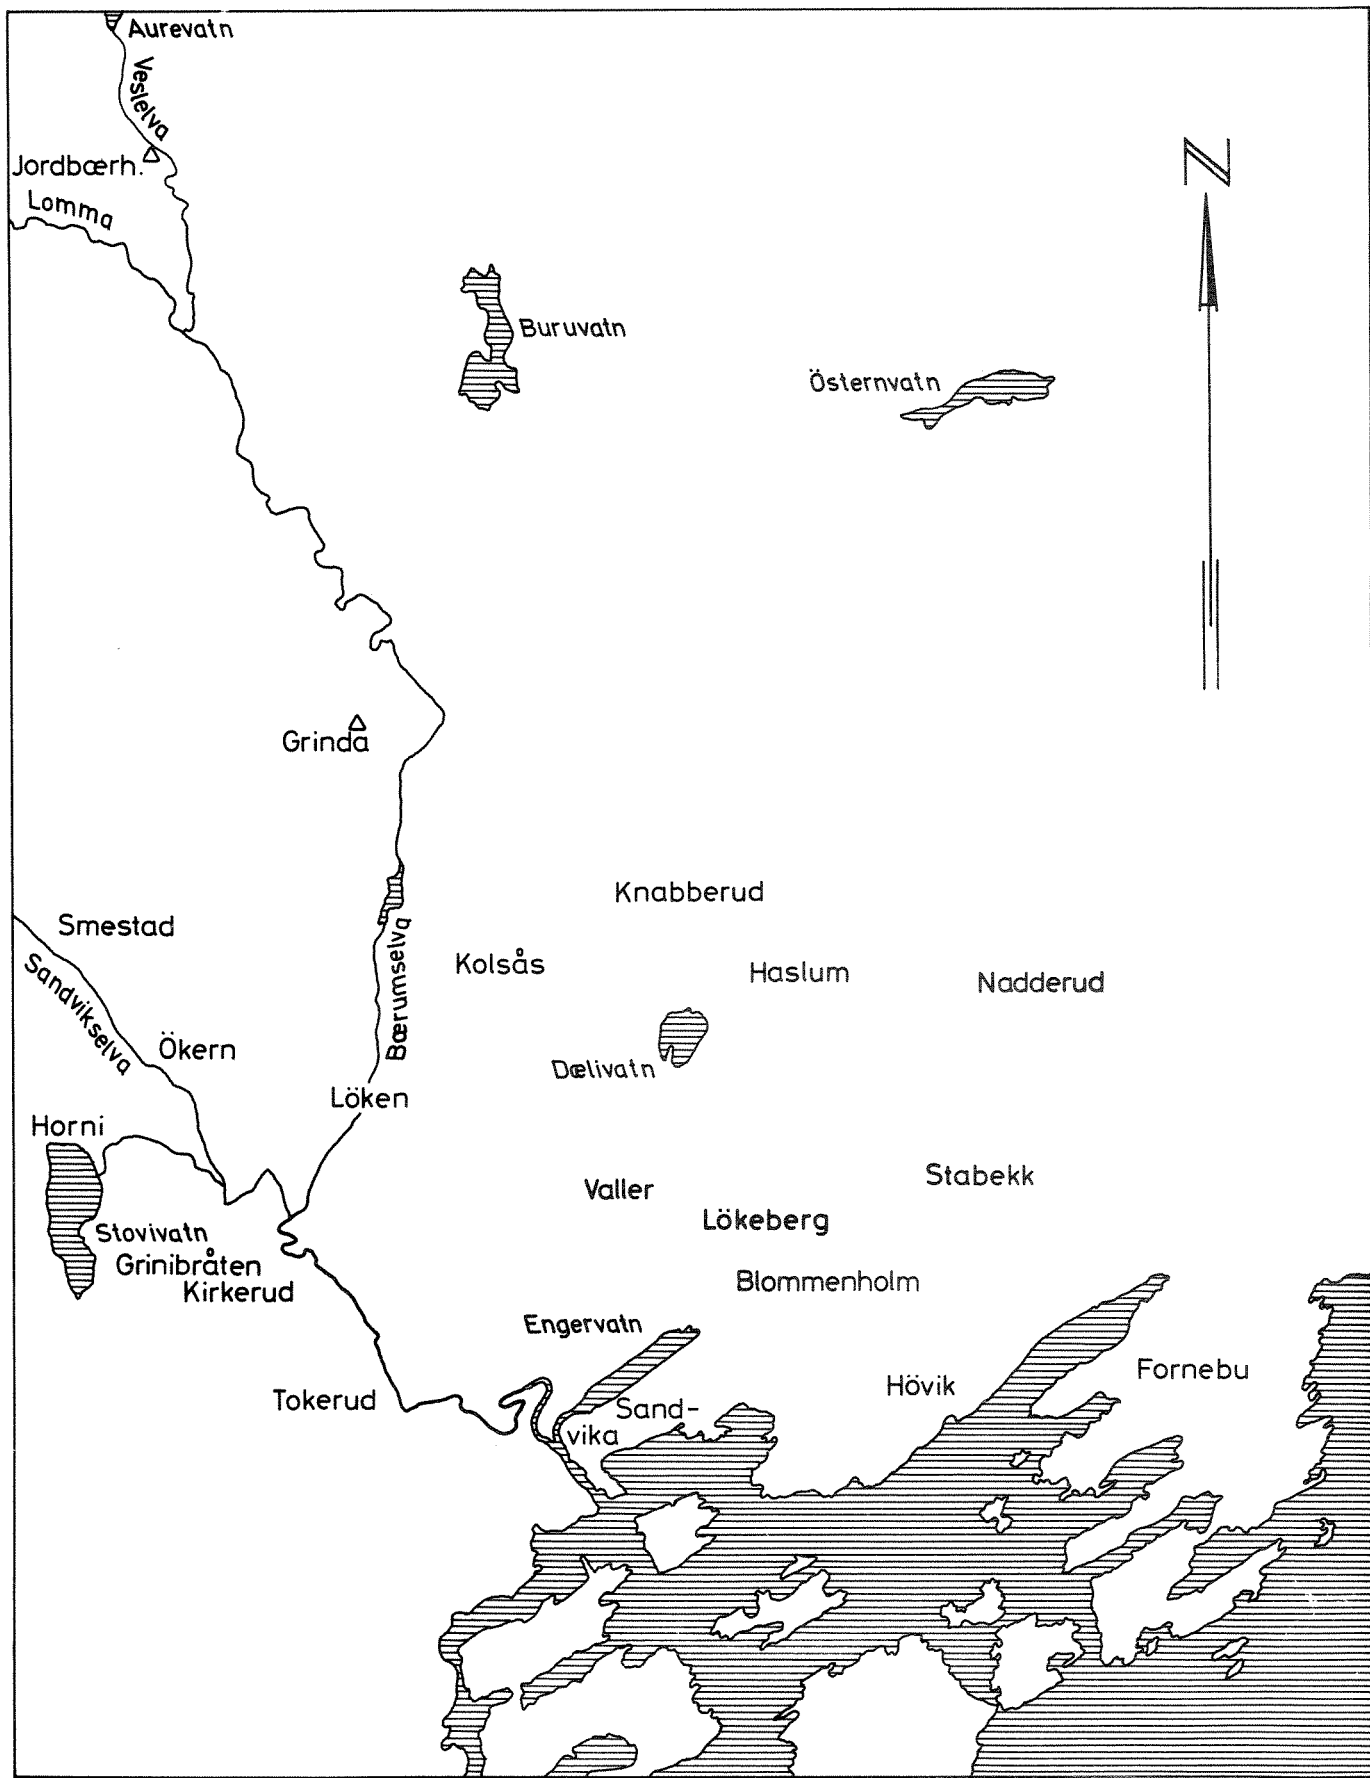 Aurevatn
Veslelva
Jordbærh.
Lomma
N
Buruvatn
Östernvatn
Grinda
Knabberud
Smestad
Kolsås
Haslum
Nadderud
Sandvikselva
Bærumselva
Ökern
Dælivatn
Löken
Horni
Stabekk
Valler
Lökeberg
Stovivatn
Grinibråten
Kirkerud
Blommenholm
Engervatn
Fornebu
Hövik
Tokerud
Sand-
vika